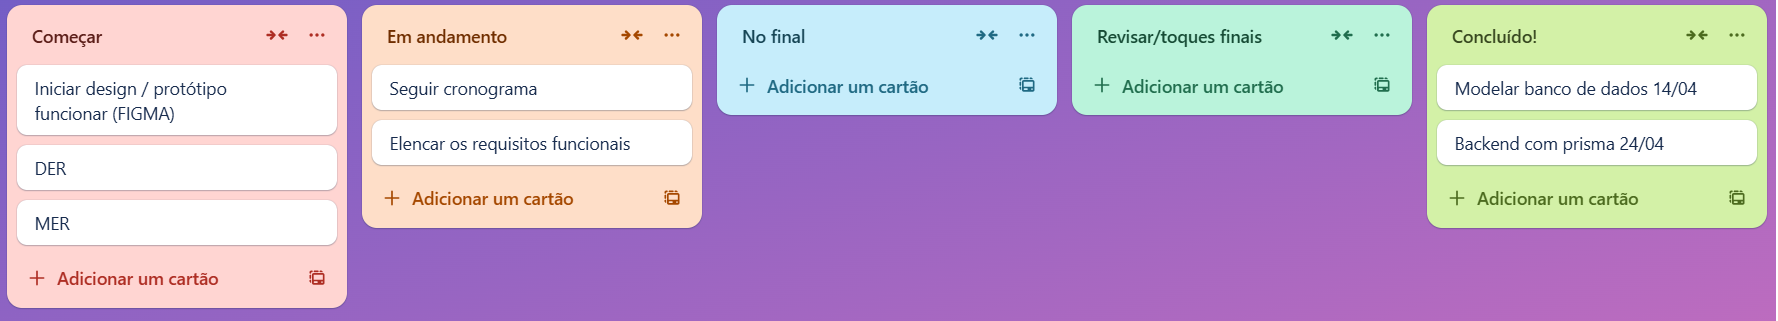 Começar
Iniciar design / protótipo
funcionar (FIGMA)
DER
MER
Adicionar um cartão
Em andamento
Seguir cronograma
Elencar os requisitos funcionais
Adicionar um cartão
No final
Adicionar um cartão
Revisar/toques finais
Adicionar um cartão
Concluído!
Modelar banco de dados 14/04
Backend com prisma 24/04
Adicionar um cartão